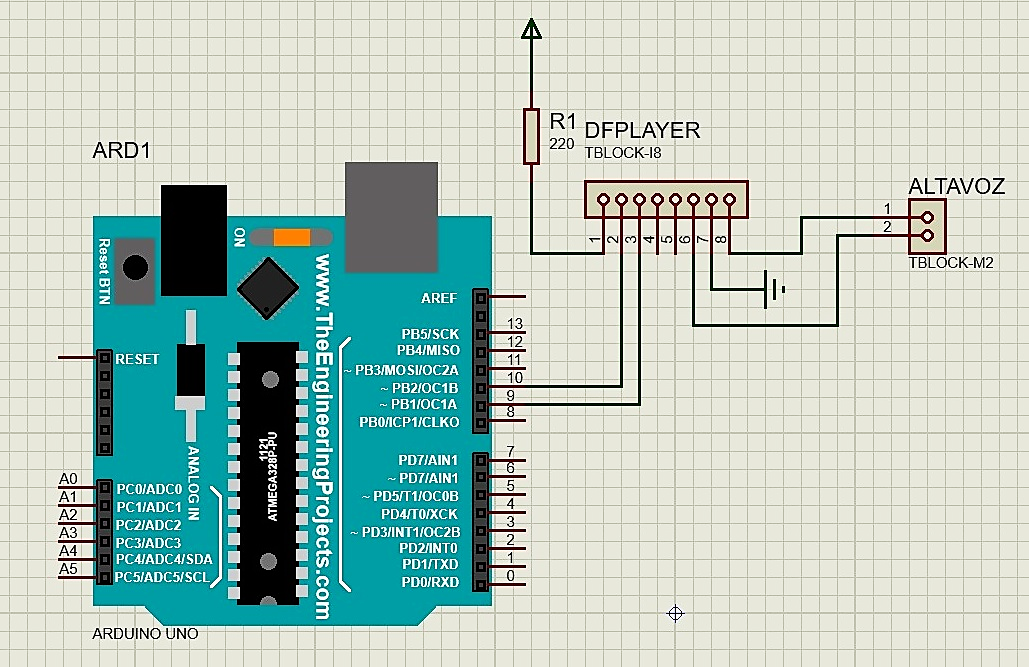 ARD1
R1
220
DFPLAYER
TBLOCK-I8
1
2
3
4
5
6
7
8
ALTAVOZ
1
2
TBLOCK-M2
Reset BTN
ON
www.TheEngineeringProjects.com
RESET
ANALOG IN
1121
ATMEGA328P-PU
AREF
PB5/SCK 13
PB4/MISO 12
~ PB3/MOSI/OC2A 11
~ PB2/OC1B 10
~ PB1/OC1A 9
PB0/ICP1/CLKO 8
PD7/AIN1 7
~ PD7/AIN1 6
~ PD5/T1/OC0B 5
PD4/T0/XCK 4
~ PD3/INT1/OC2B 3
PD2/INT0 2
PD1/TXD 1
PD0/RXD 0
A0 PC0/ADC0
A1 PC1/ADC1
A2 PC2/ADC2
A3 PC3/ADC3
A4 PC4/ADC4/SDA
A5 PC5/ADC5/SCL
ARDUINO UNO